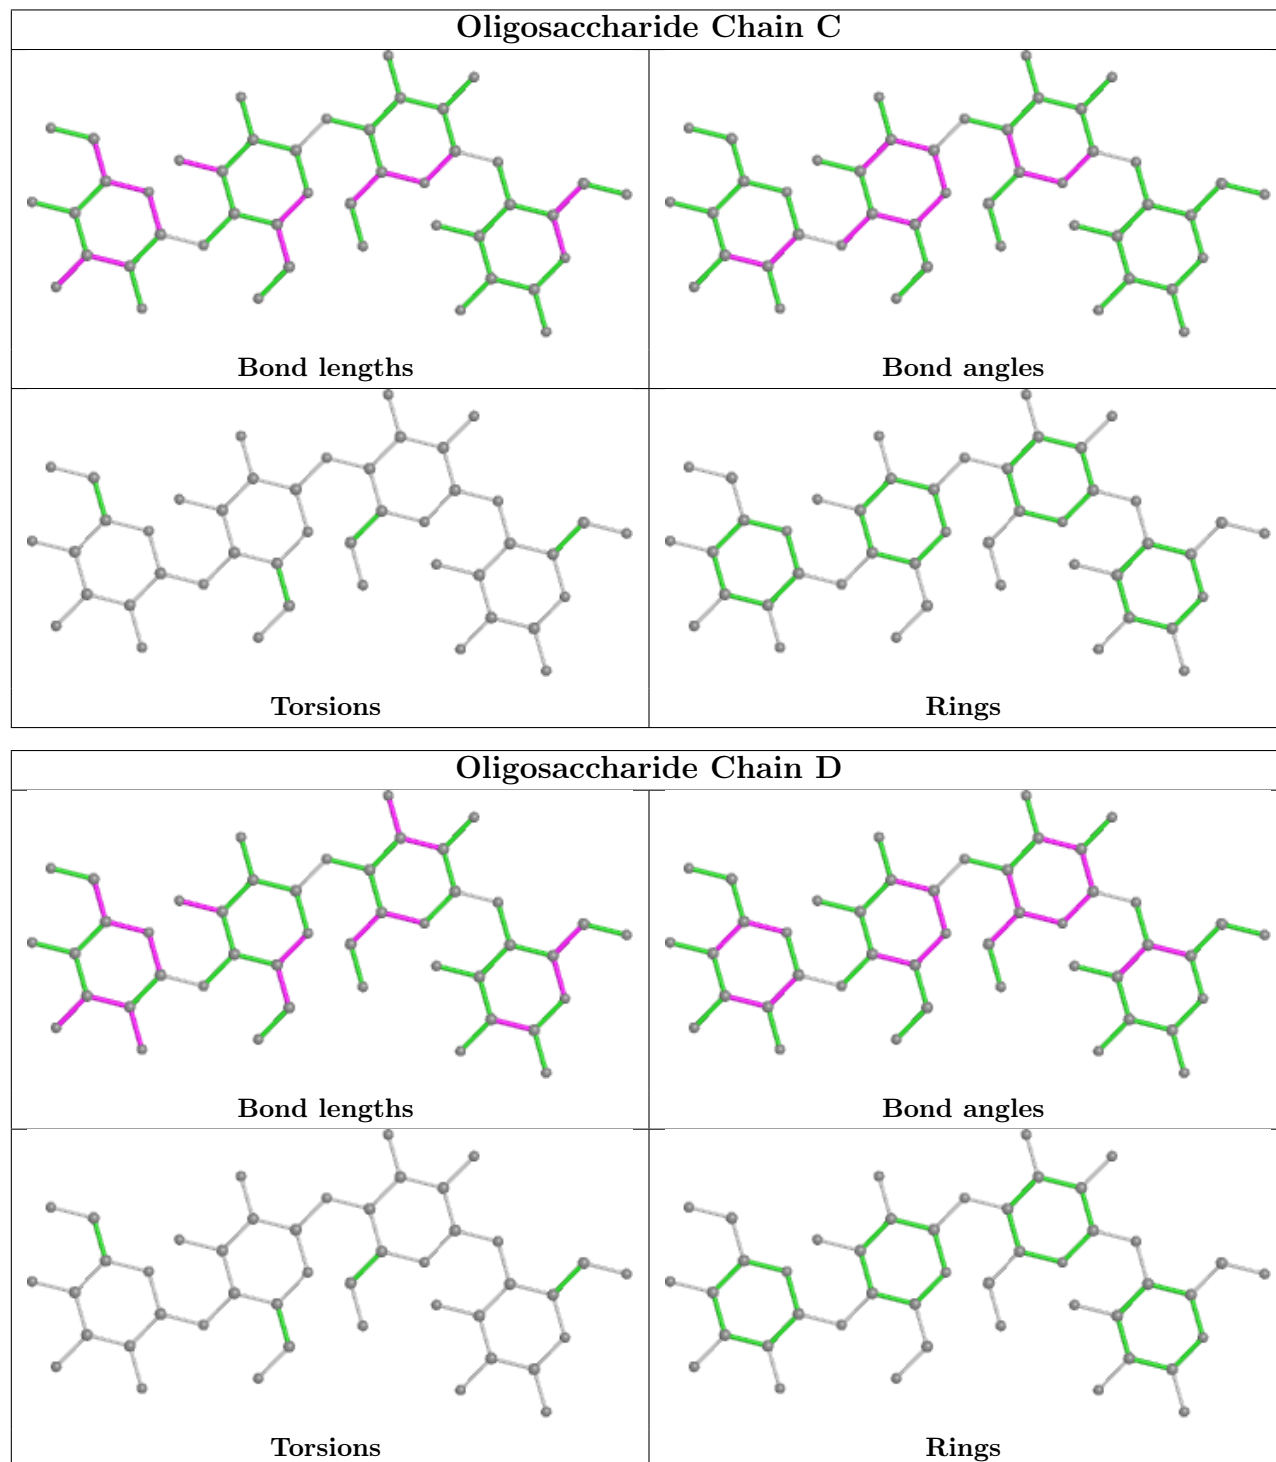 Oligosaccharide Chain C
Bond lengths
Bond angles
Torsions
Rings
Oligosaccharide Chain D
Bond lengths
Bond angles
Torsions
Rings